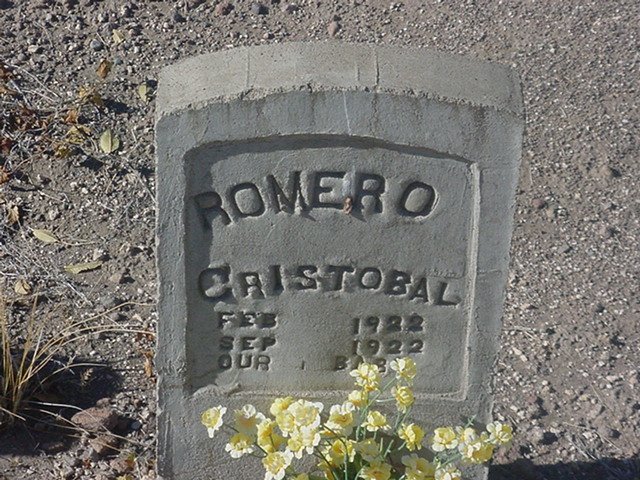 ROMERO
CRISTOBAL
FEB 1922
SEP 1922
OUR